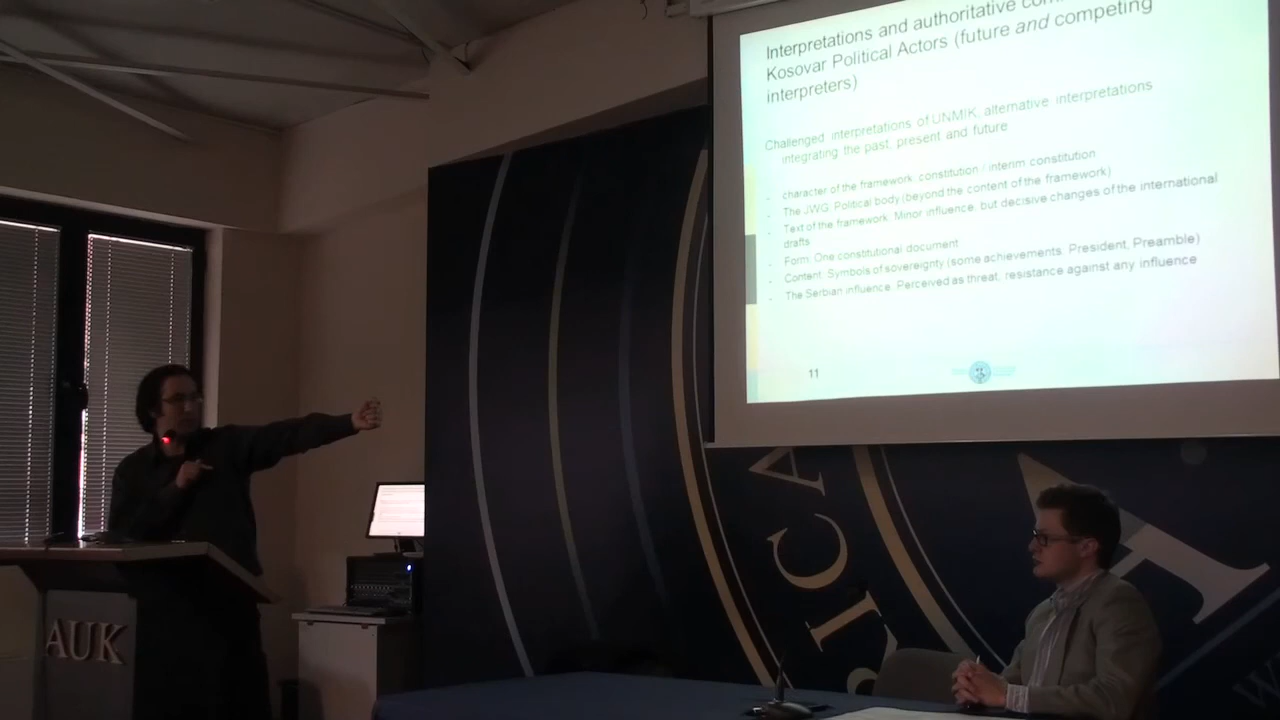 Interpretations and authoritative
Kosovar Political Actors (future and competing
interpreters)
Challenged interpretations of UNMIK, alternative interpretations
integrating the past, present and future
- character of the framework: constitution / interim constitution
- The JWG: Political body (beyond the content of the framework)
- Text of the framework: Minor influence, but decisive changes of the international
drafts
- Form: One constitutional document
- Content: Symbols of sovereignty (some achievements: President, Preamble)
- The Serbian influence: Perceived as threat, resistance against any influence
11
AUK